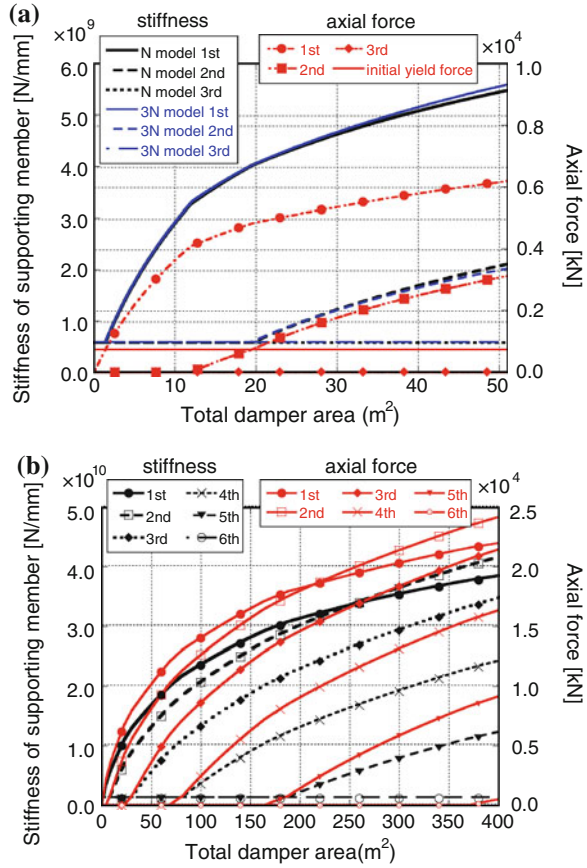 (a)
stiffness
axial force
×10⁹
×10⁴
N model 1st
N model 2nd
N model 3rd
3N model 1st
3N model 2nd
3N model 3rd
1st
3rd
2nd
initial yield force
Stiffness of supporting member [N/mm]
6.0
5.0
4.0
3.0
2.0
1.0
0.0
1.0
0.8
0.6
0.4
0.2
0.0
Axial force [kN]
0
10
20
30
40
50
Total damper area (m²)
(b)
stiffness
axial force
×10¹⁰
×10⁴
1st
4th
2nd
5th
3rd
6th
1st
3rd
5th
2nd
4th
6th
Stiffness of supporting member [N/mm]
5.0
4.0
3.0
2.0
1.0
0.0
2.5
2.0
1.5
1.0
0.5
0.0
Axial force [kN]
0
50
100
150
200
250
300
350
400
Total damper area(m²)